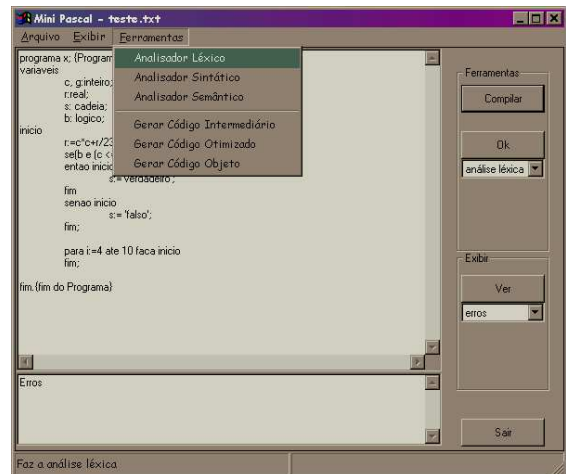 Mini Pascal - teste.txt
Arquivo Exibir Ferramentas
programa x; {Program
variaveis
c, g:inteiro;
r:real;
s: cadeia;
b: logico;
inicio
r:=c*c+r/23
se(b e (c <
entao inicio
s:= 'verdadeiro';
fim
senao inicio
s:= 'falso';
fim;
para i:=4 ate 10 faca inicio
fim;
fim.{fim do Programa}
Analisador Léxico
Analisador Sintático
Analisador Semântico
Gerar Código Intermediário
Gerar Código Otimizado
Gerar Código Objeto
Ferramentas
Compilar
Ok
análise léxica
Exibir
Ver
erros
Sair
Erros
Faz a análise léxica